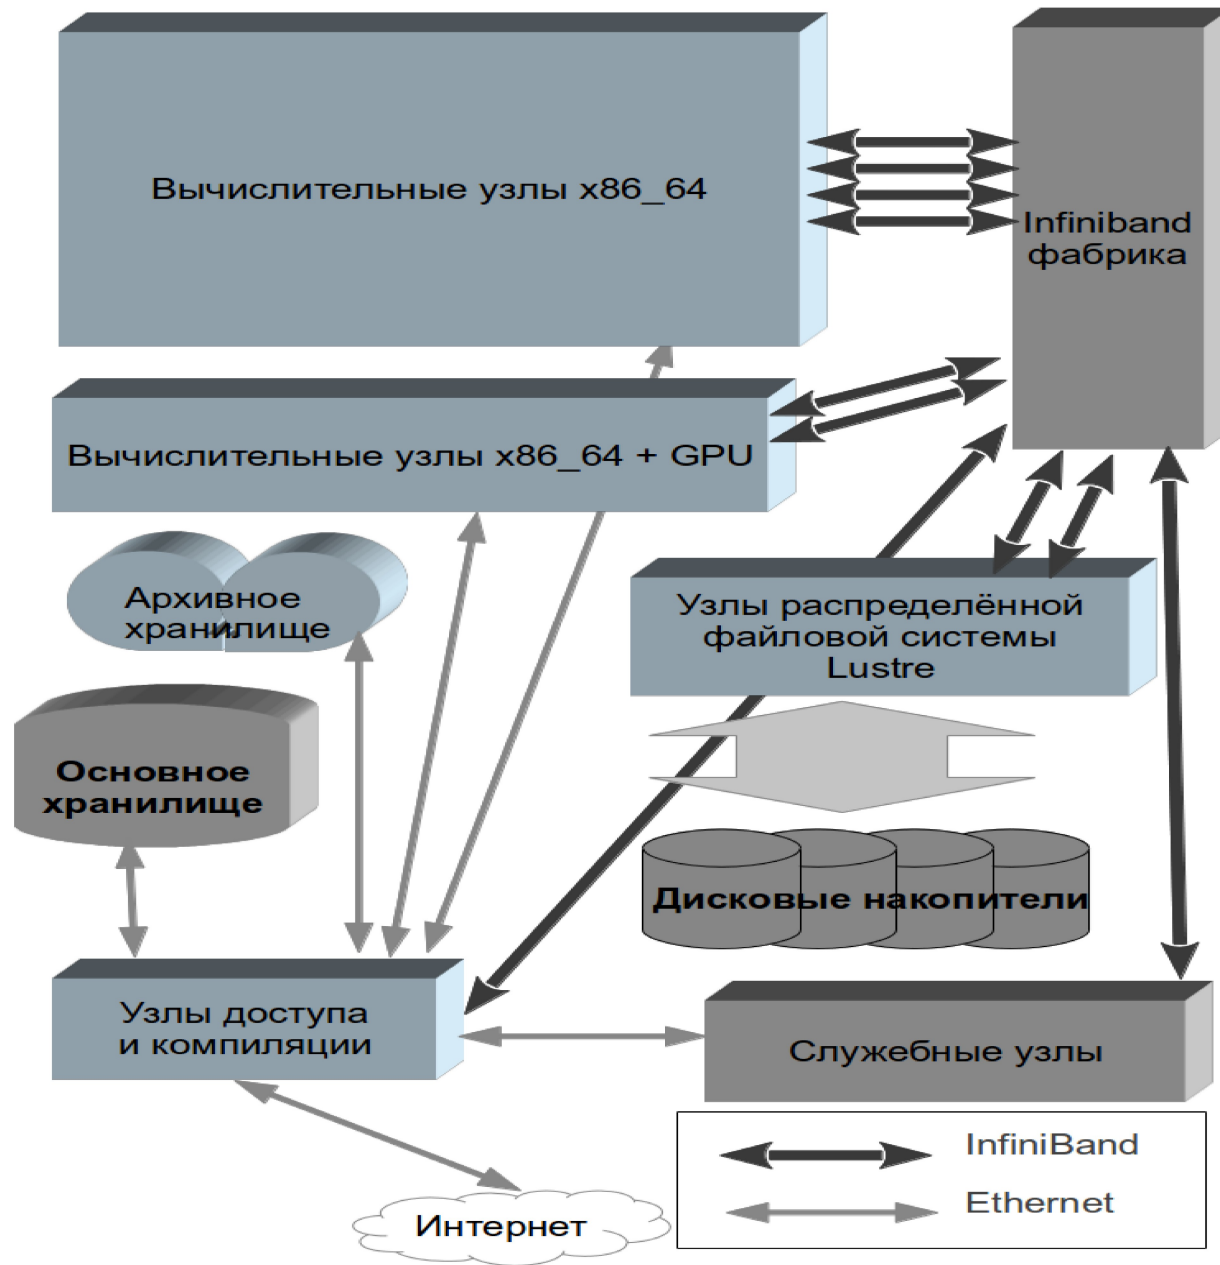 Вычислительные узлы x86_64
Infiniband
фабрика
Вычислительные узлы x86_64 + GPU
Архивное
хранилище
Узлы распределённой
файловой системы
Lustre
Основное
хранилище
Дисковые накопители
Узлы доступа
и компиляции
Служебные узлы
InfiniBand
Ethernet
Интернет